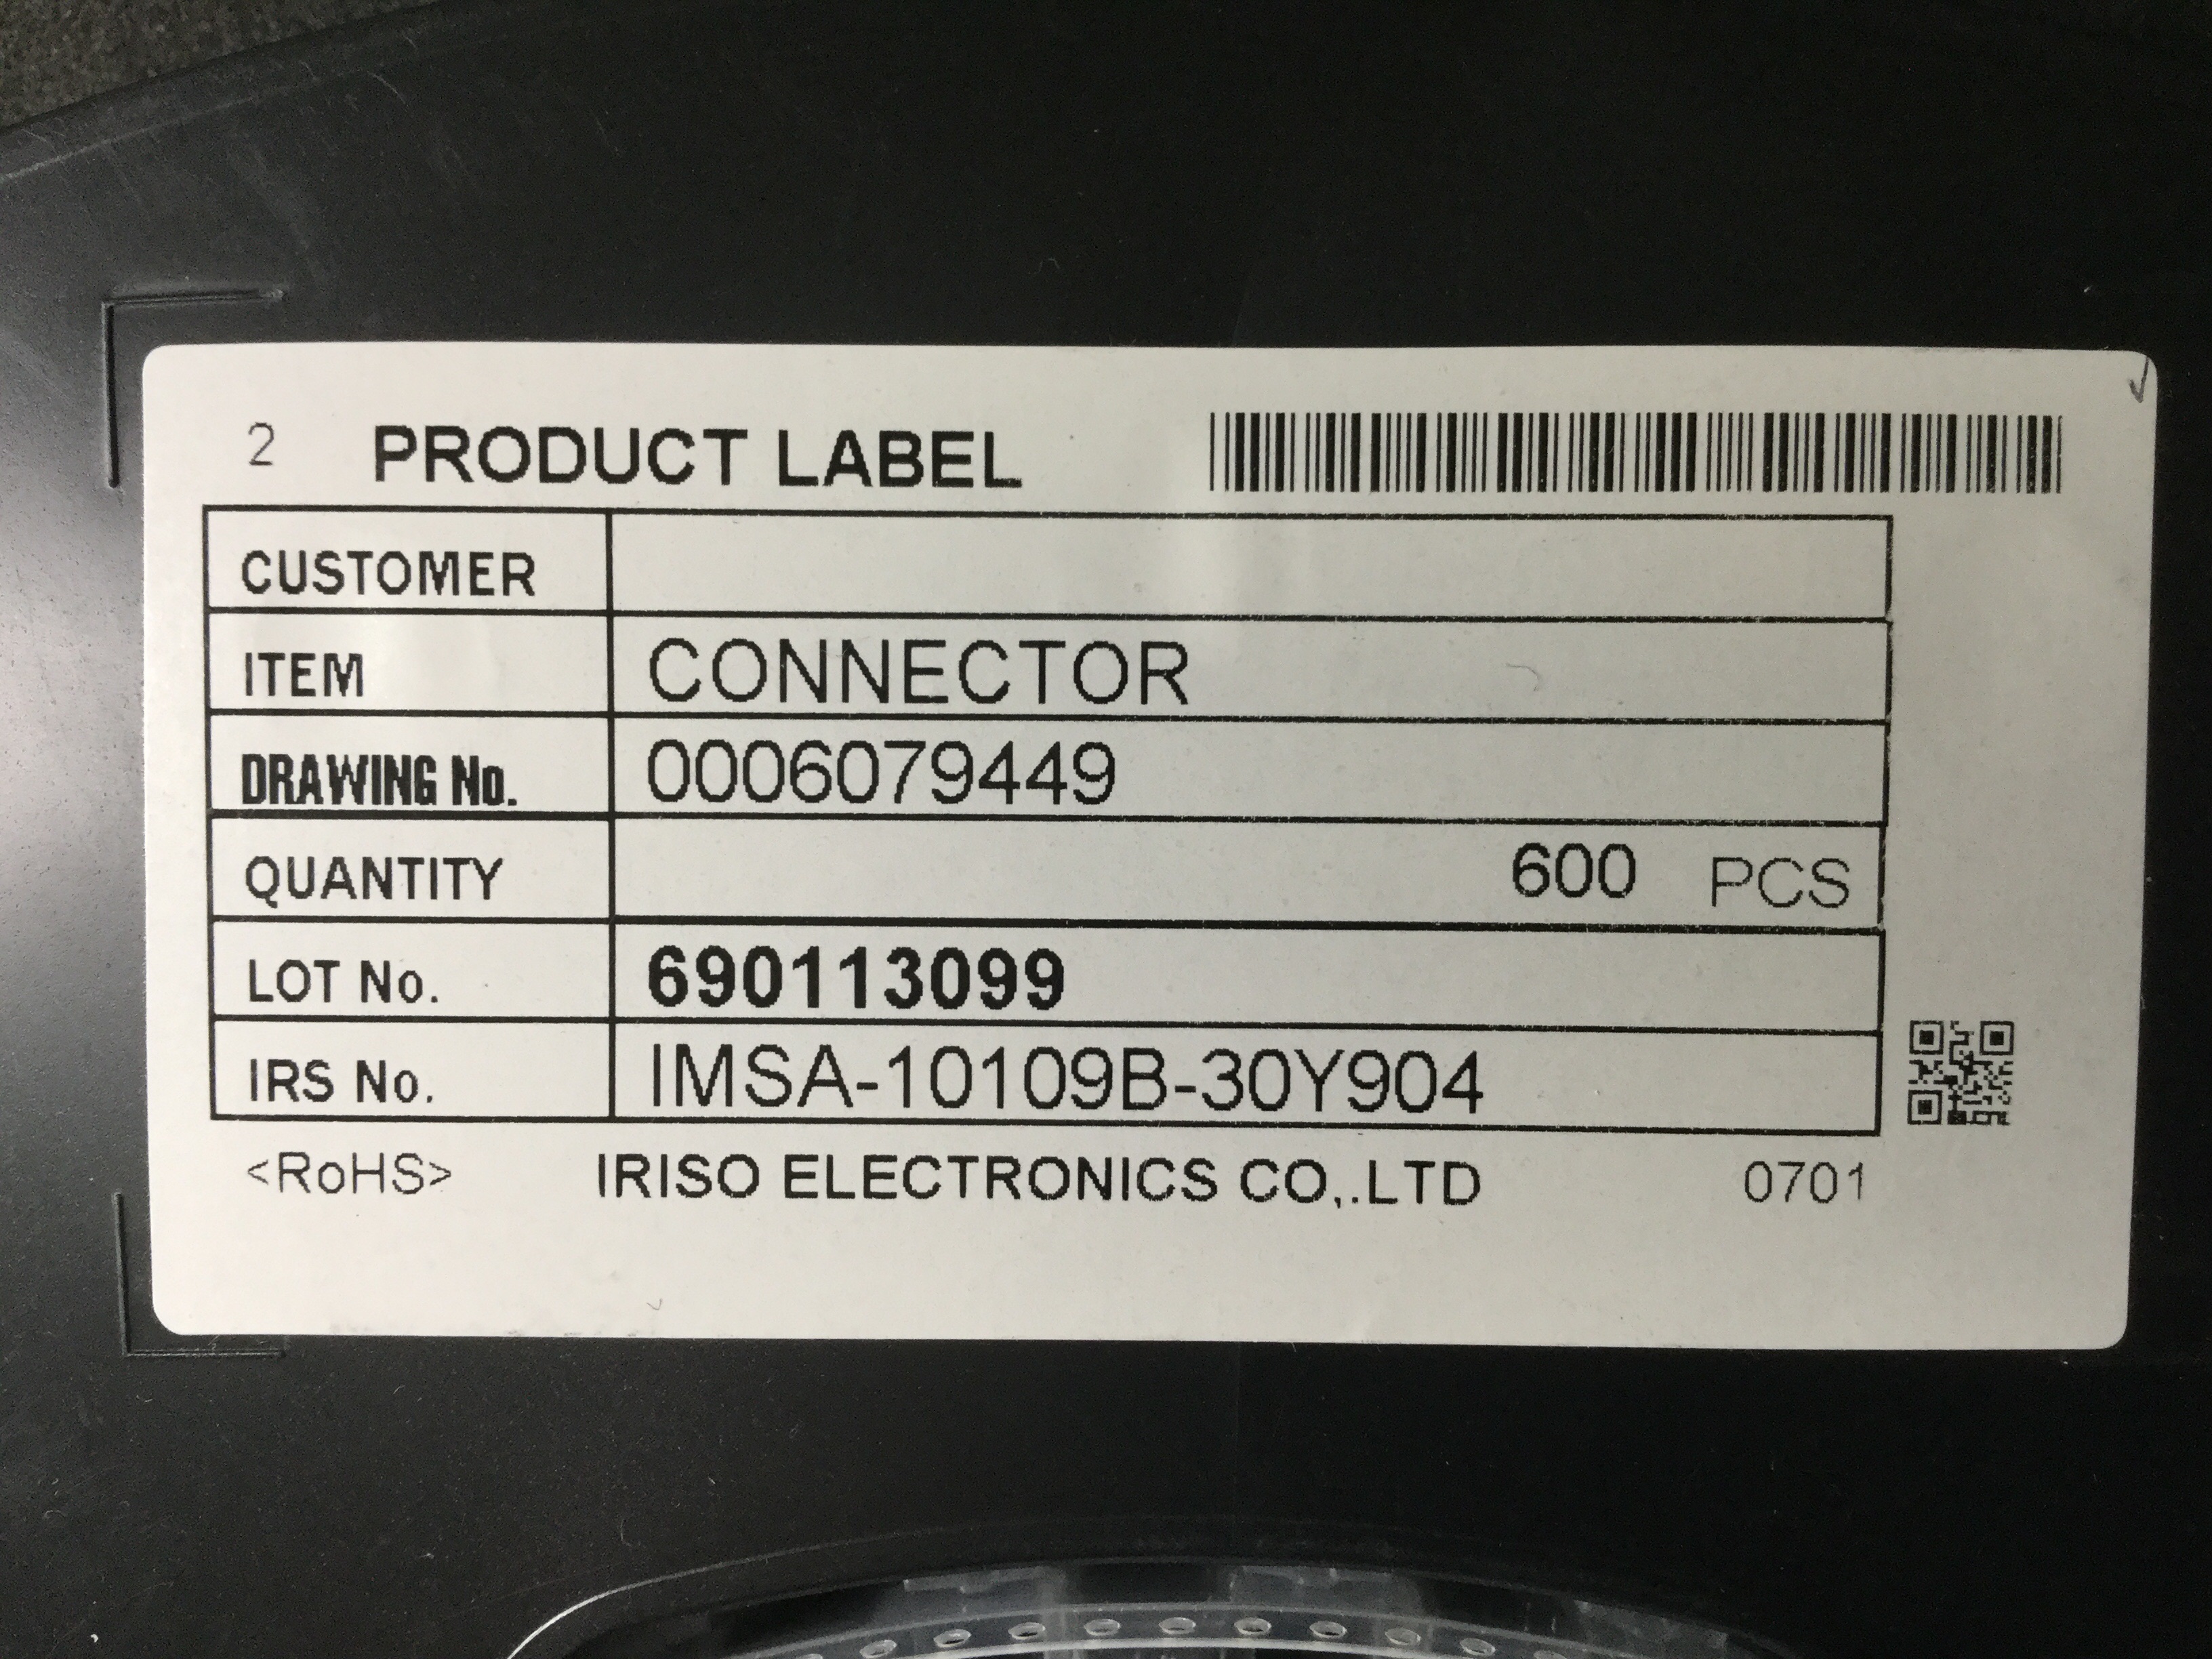 2 PRODUCT LABEL
CUSTOMER
ITEM CONNECTOR
DRAWING No. 0006079449
QUANTITY 600 PCS
LOT No. 690113099
IRS No. IMSA-10109B-30Y904
<RoHS> IRISO ELECTRONICS CO,.LTD 0701